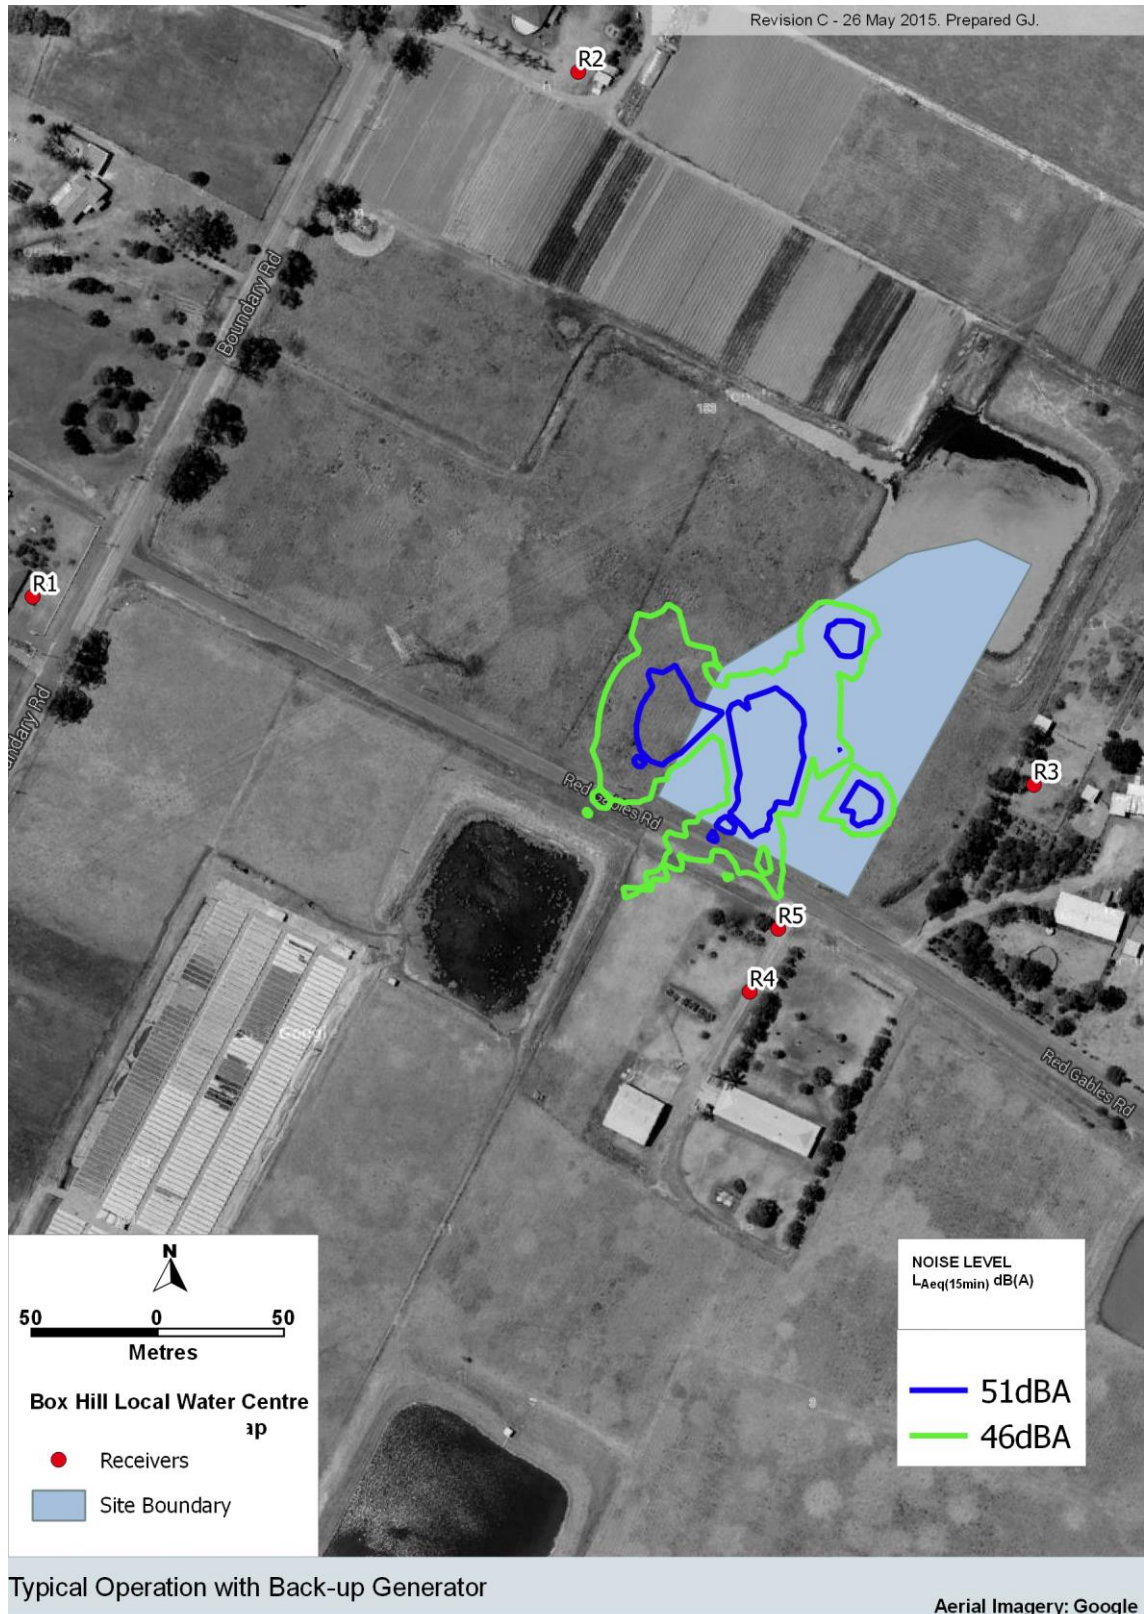 Revision C - 26 May 2015. Prepared GJ.
R2
Boundary Rd
153
R1
R3
Red Gables Rd
R5
R4
Red Gables Rd
Googl
N
50 0 50
Metres
Box Hill Local Water Centre
ap
Receivers
Site Boundary
NOISE LEVEL
LAeq(15min) dB(A)
51dBA
46dBA
Typical Operation with Back-up Generator
Aerial Imagery: Google